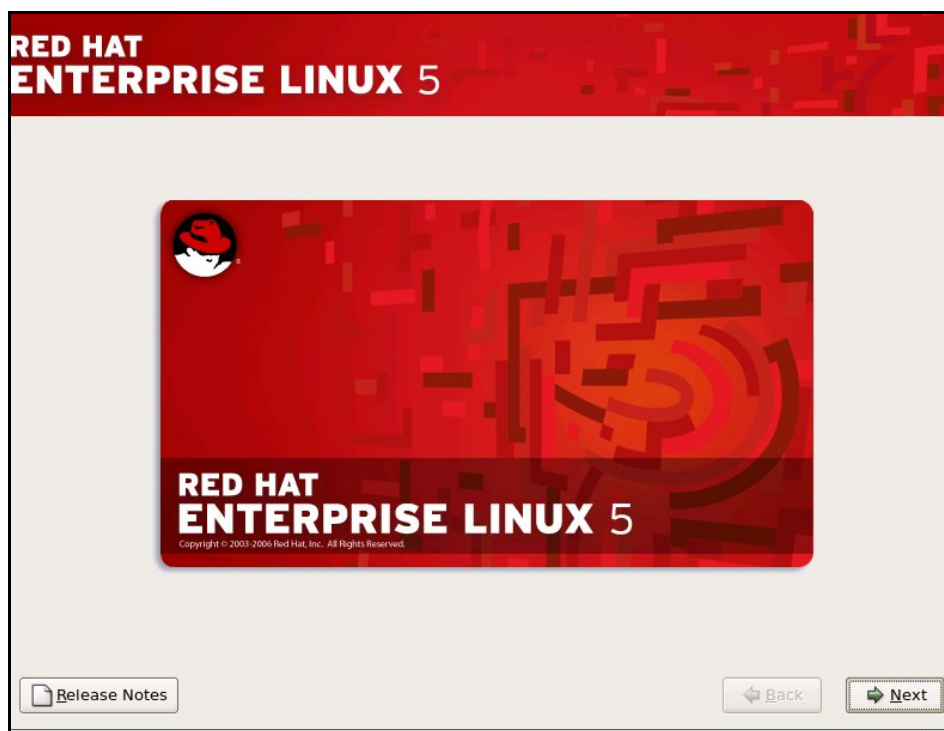 RED HAT
ENTERPRISE LINUX 5
RED HAT
ENTERPRISE LINUX 5
Copyright © 2003-2006 Red Hat, Inc. All Rights Reserved.
Release Notes
Back
Next